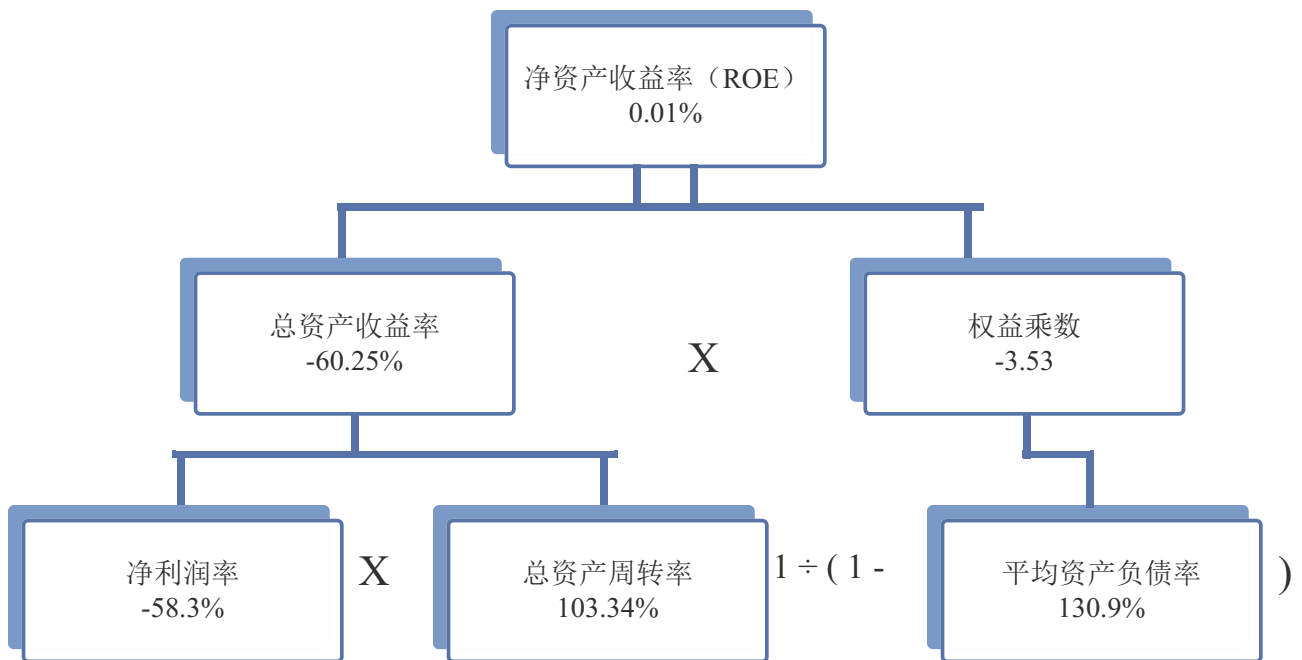 净资产收益率（ROE）
0.01%
总资产收益率
-60.25%
X
权益乘数
-3.53
净利润率
-58.3%
X
总资产周转率
103.34%
1 ÷ ( 1 -
平均资产负债率
130.9%
)